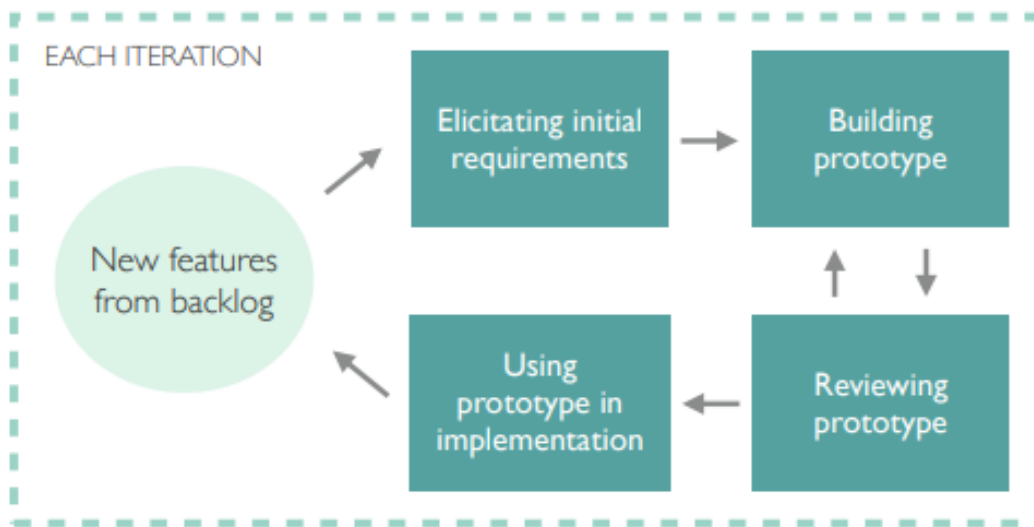 EACH ITERATION
Elicitating initial
requirements
Building
prototype
New features
from backlog
Using
prototype in
implementation
Reviewing
prototype